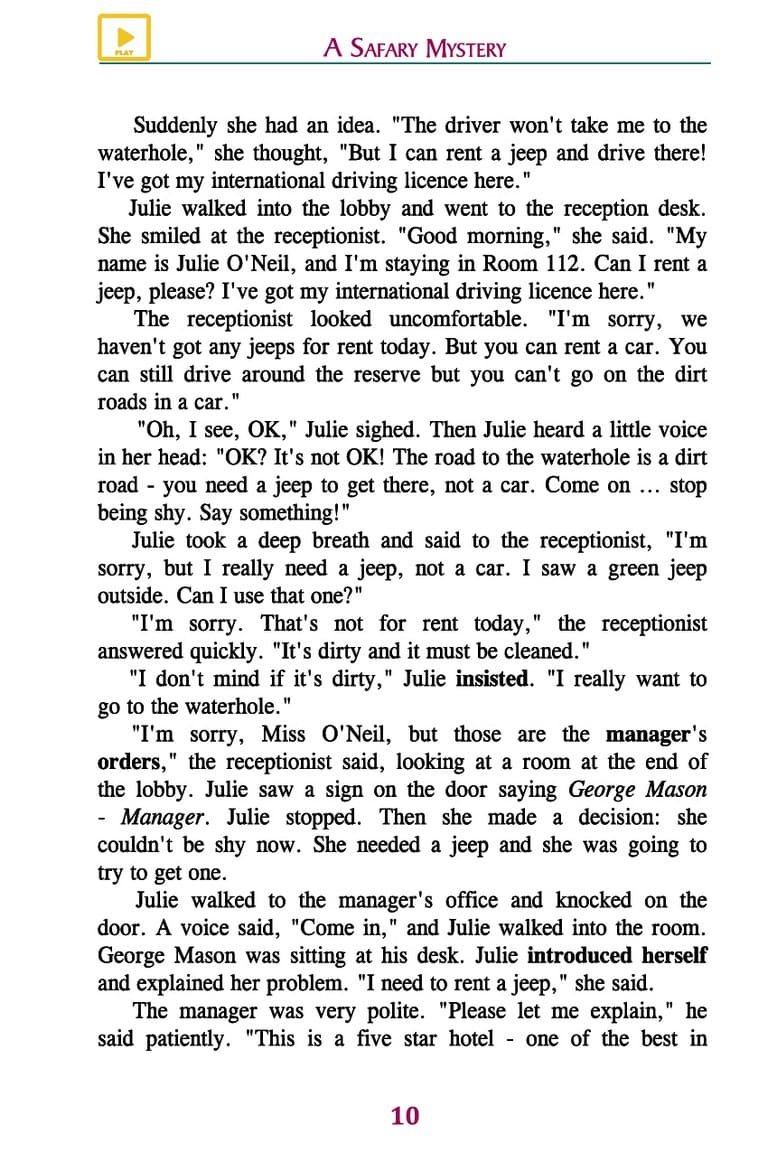 PLAY
A SAFARY MYSTERY
Suddenly she had an idea. "The driver won't take me to the
waterhole," she thought, "But I can rent a jeep and drive there!
I've got my international driving licence here."
Julie walked into the lobby and went to the reception desk.
She smiled at the receptionist. "Good morning," she said. "My
name is Julie O'Neil, and I'm staying in Room 112. Can I rent a
jeep, please? I've got my international driving licence here."
The receptionist looked uncomfortable. "I'm sorry, we
haven't got any jeeps for rent today. But you can rent a car. You
can still drive around the reserve but you can't go on the dirt
roads in a car."
"Oh, I see, OK," Julie sighed. Then Julie heard a little voice
in her head: "OK? It's not OK! The road to the waterhole is a dirt
road - you need a jeep to get there, not a car. Come on ... stop
being shy. Say something!"
Julie took a deep breath and said to the receptionist, "I'm
sorry, but I really need a jeep, not a car. I saw a green jeep
outside. Can I use that one?"
"I'm sorry. That's not for rent today," the receptionist
answered quickly. "It's dirty and it must be cleaned."
"I don't mind if it's dirty," Julie insisted. "I really want to
go to the waterhole."
"I'm sorry, Miss O'Neil, but those are the manager's
orders," the receptionist said, looking at a room at the end of
the lobby. Julie saw a sign on the door saying George Mason
- Manager. Julie stopped. Then she made a decision: she
couldn't be shy now. She needed a jeep and she was going to
try to get one.
Julie walked to the manager's office and knocked on the
door. A voice said, "Come in," and Julie walked into the room.
George Mason was sitting at his desk. Julie introduced herself
and explained her problem. "I need to rent a jeep," she said.
The manager was very polite. "Please let me explain," he
said patiently. "This is a five star hotel - one of the best in
10